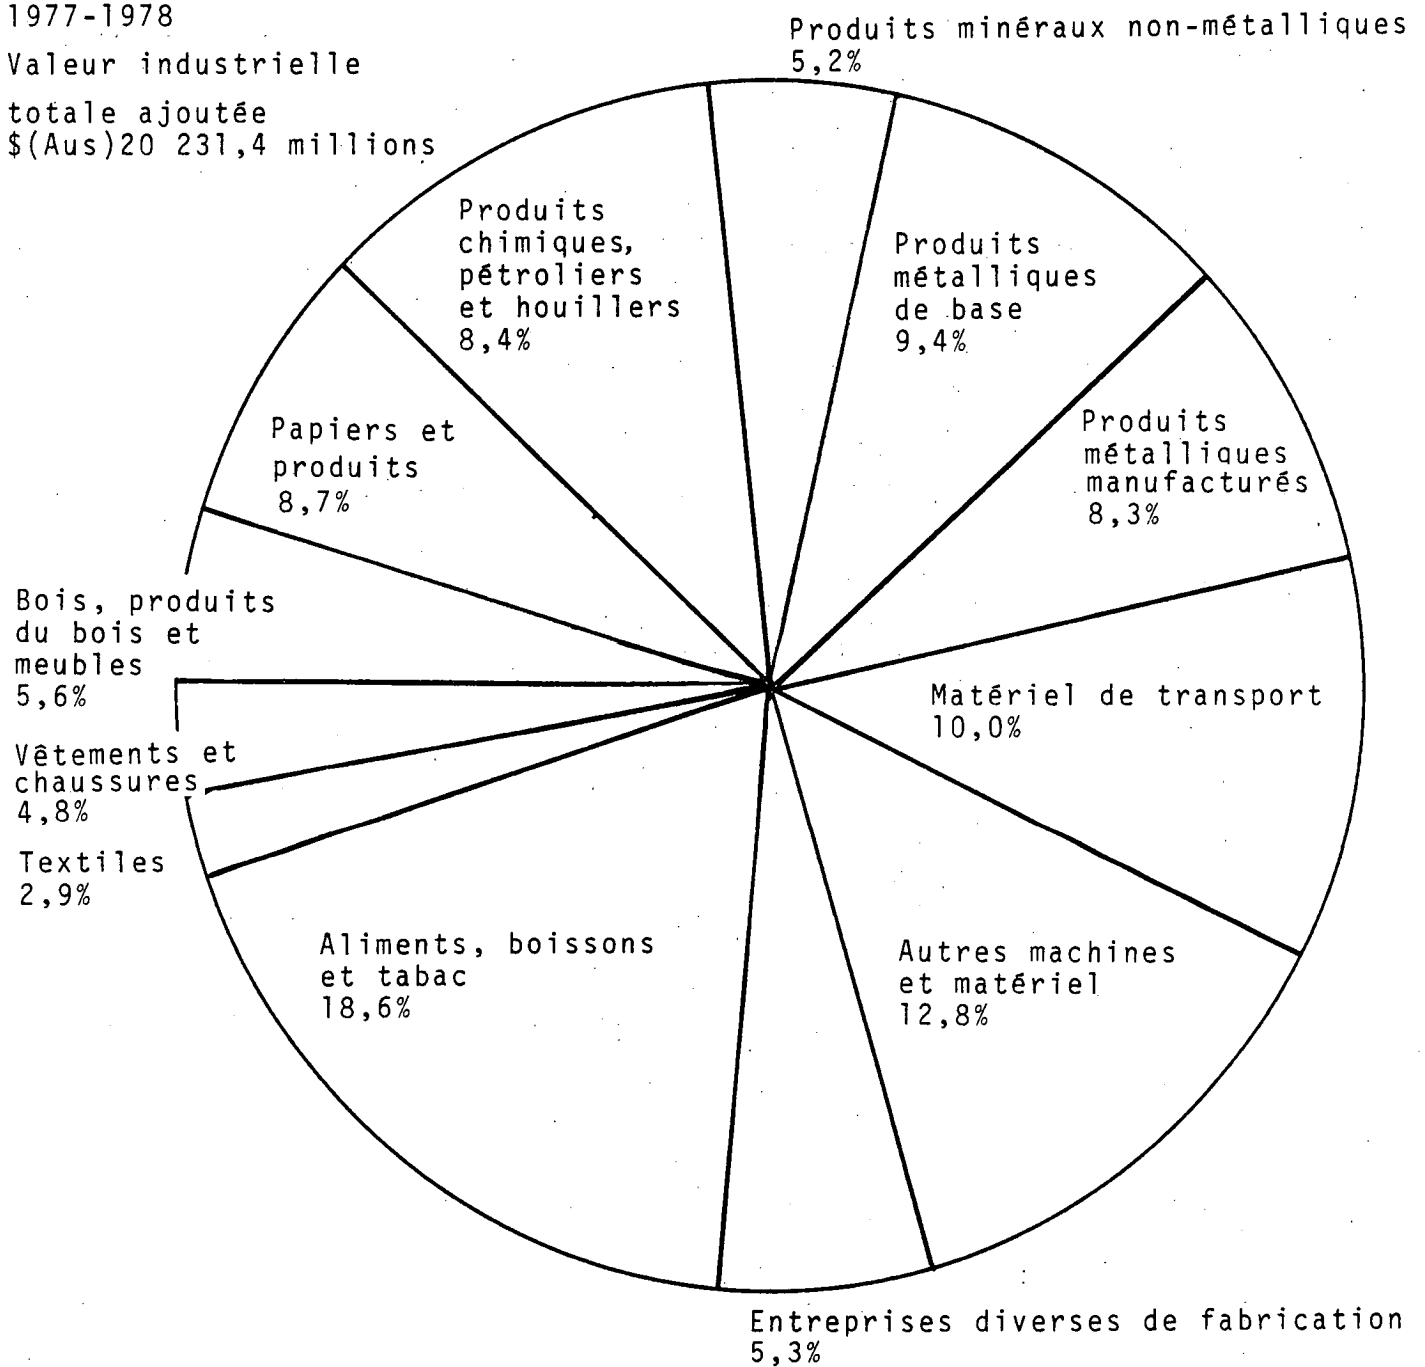 1977-1978
Valeur industrielle
totale ajoutée
$(Aus)20 231,4 millions
Produits minéraux non-métalliques
5,2%
Produits
chimiques,
pétroliers
et houillers
8,4%
Produits
métalliques
de base
9,4%
Papiers et
produits
8,7%
Produits
métalliques
manufacturés
8,3%
Bois, produits
du bois et
meubles
5,6%
Matériel de transport
10,0%
Vêtements et
chaussures
4,8%
Textiles
2,9%
Aliments, boissons
et tabac
18,6%
Autres machines
et matériel
12,8%
Entreprises diverses de fabrication
5,3%